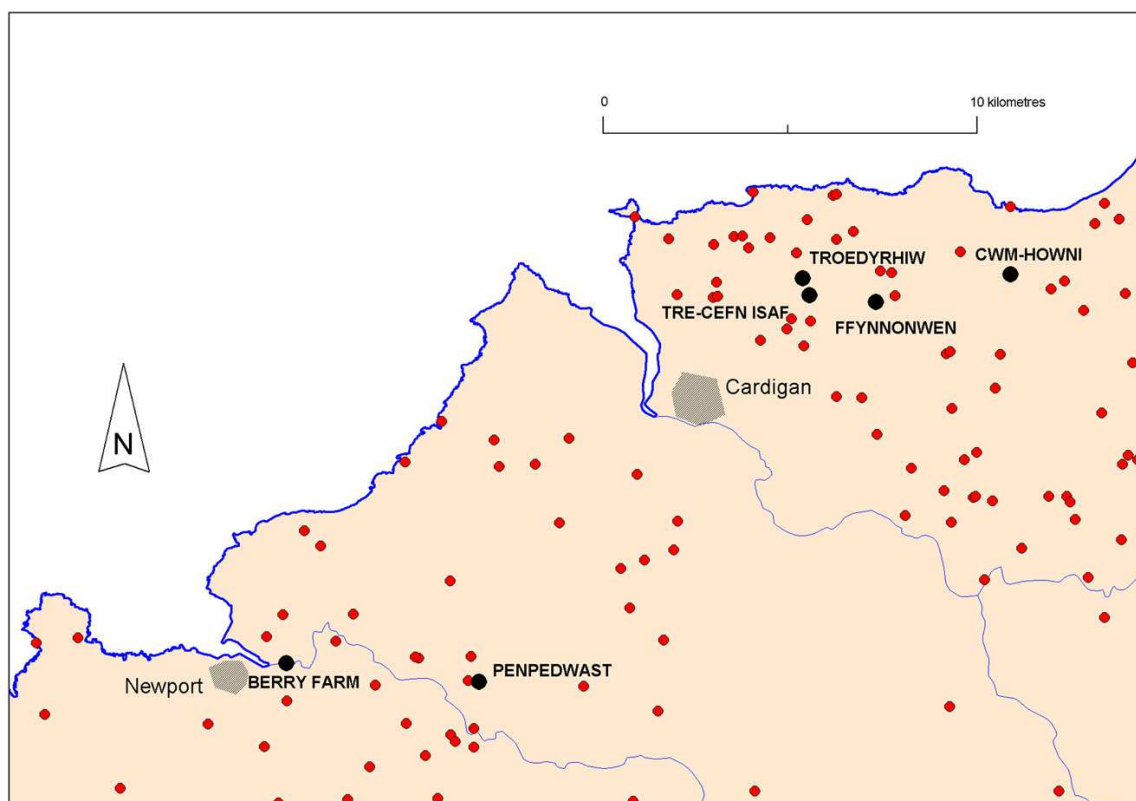 0
10 kilometres
TROEDYRHIW
CWM-HOWNI
TRE-CEFN ISAF
FFYNNONWEN
Cardigan
N
PENPEDWAST
Newport
BERRY FARM